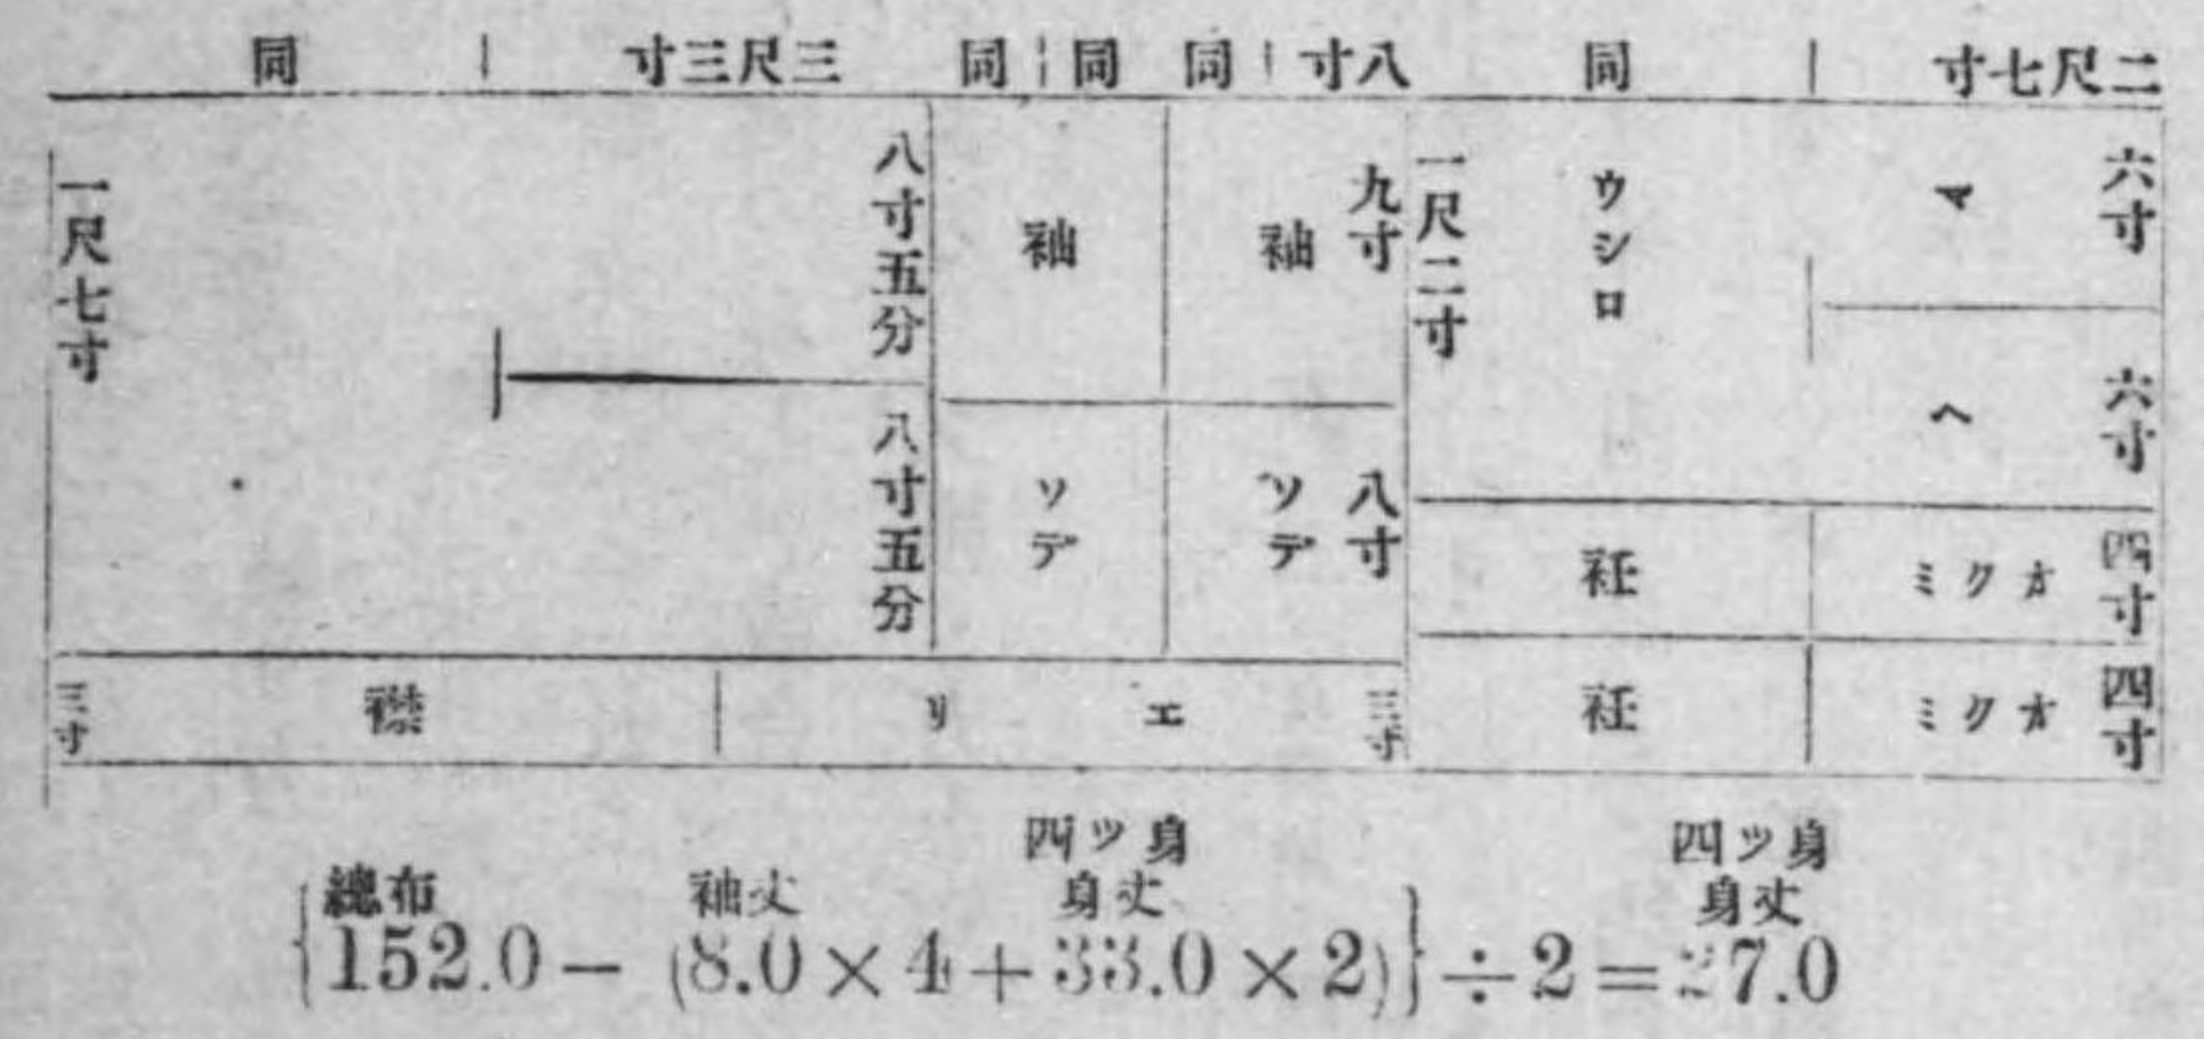 二尺七寸
同
八寸
同
同
同
三尺三寸
同
六寸
六寸
四寸
四寸
マ
ヘ
オクミ
オクミ
ウシロ
衽
衽
一尺二寸
九寸
八寸
三寸
袖
ソデ
袖
ソデ
八寸五分
八寸五分
エリ
襟
一尺七寸
三寸
四ツ身 四ツ身
總布 袖丈 身丈 身丈
{152.0− (8.0×4+33.0×2)}÷2=27.0